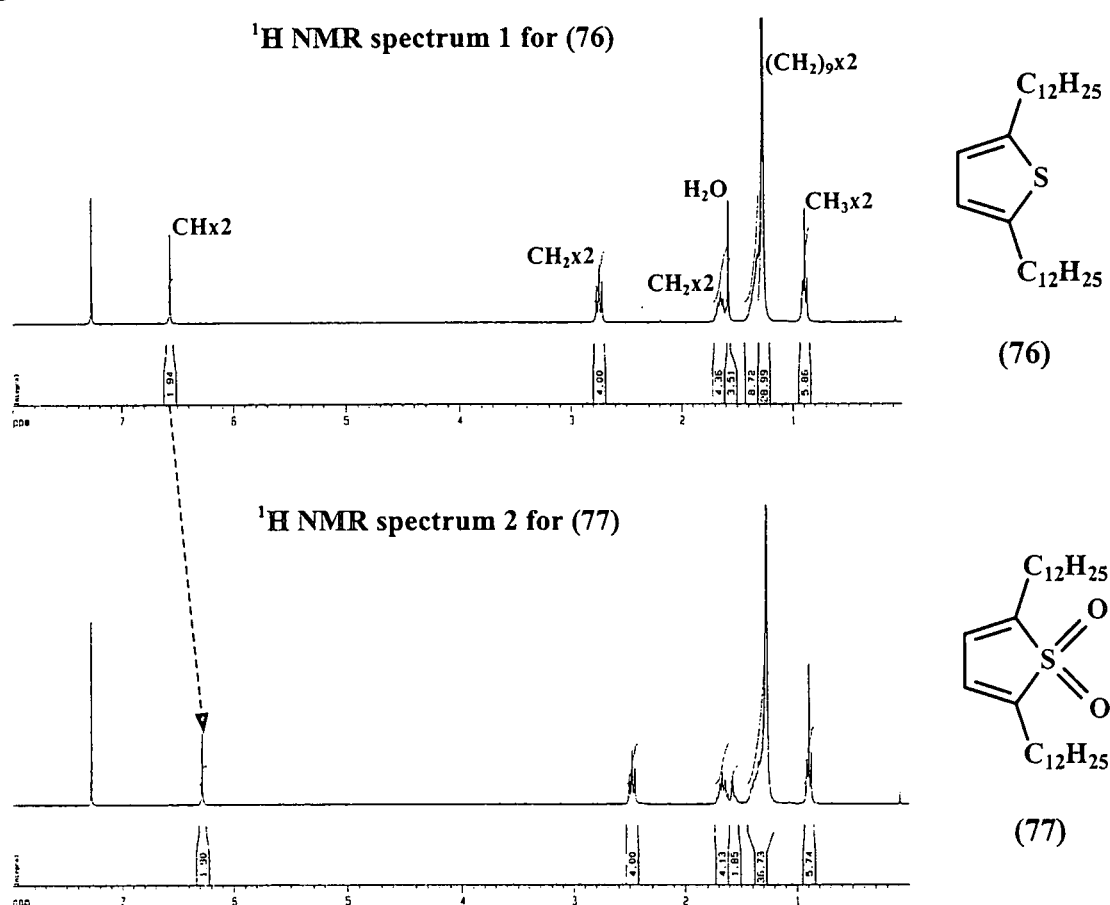 ¹H NMR spectrum 1 for (76)
(CH₂)₉x2
C₁₂H₂₅
S
C₁₂H₂₅
(76)
H₂O
CH₃x2
CHx2
CH₂x2
CH₂x2
1.94
4.00
4.36
3.51
8.72
28.99
5.86
ppm 7 6 5 4 3 2 1
¹H NMR spectrum 2 for (77)
C₁₂H₂₅
O
S
O
C₁₂H₂₅
(77)
1.90
4.00
4.13
1.85
36.73
5.74
ppm 7 6 5 4 3 2 1